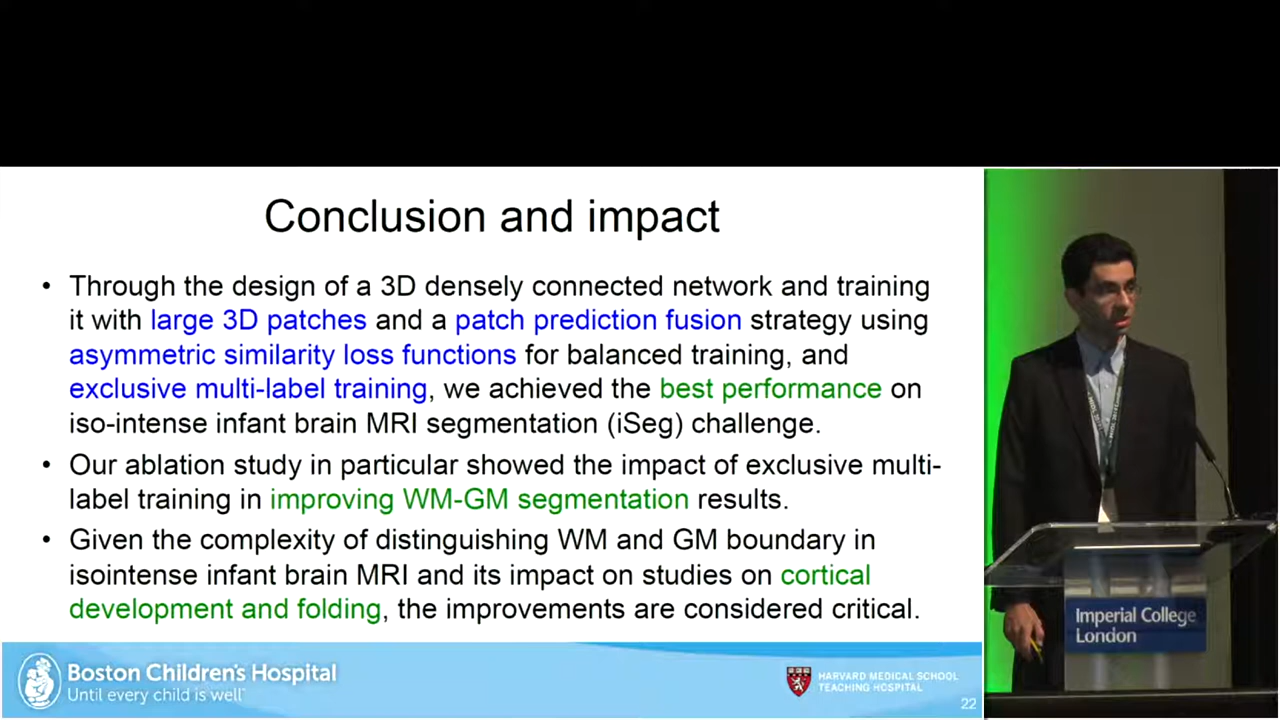 Conclusion and impact
• Through the design of a 3D densely connected network and training
it with large 3D patches and a patch prediction fusion strategy using
asymmetric similarity loss functions for balanced training, and
exclusive multi-label training, we achieved the best performance on
iso-intense infant brain MRI segmentation (iSeg) challenge.
• Our ablation study in particular showed the impact of exclusive multi-
label training in improving WM-GM segmentation results.
• Given the complexity of distinguishing WM and GM boundary in
isointense infant brain MRI and its impact on studies on cortical
development and folding, the improvements are considered critical.
Boston Children's Hospital
Until every child is well
HARVARD MEDICAL SCHOOL
TEACHING HOSPITAL
22
Imperial College
London